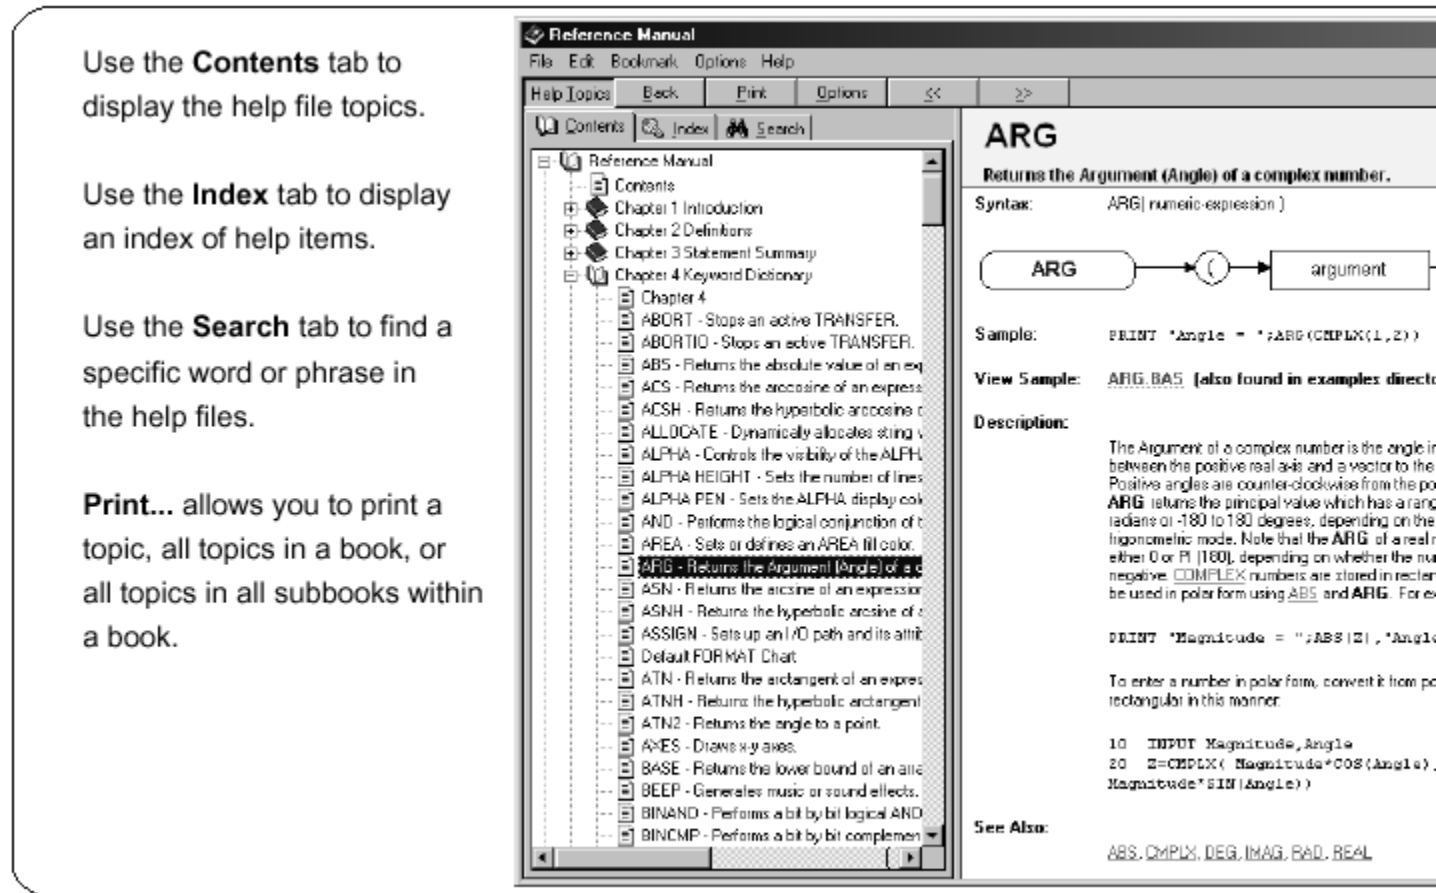 Use the Contents tab to
display the help file topics.
Use the Index tab to display
an index of help items.
Use the Search tab to find a
specific word or phrase in
the help files.
Print... allows you to print a
topic, all topics in a book, or
all topics in all subbooks within
a book.
Reference Manual
File Edit Bookmark Options Help
Help Topics Back Print Options << >>
Contents Index Search
Reference Manual
Contents
Chapter 1 Introduction
Chapter 2 Definitions
Chapter 3 Statement Summary
Chapter 4 Keyword Dictionary
Chapter 4
ABORT - Stops an active TRANSFER.
ABORTIO - Stops an active TRANSFER.
ABS - Returns the absolute value of an exp
ACS - Returns the arccosine of an express
ACSH - Returns the hyperbolic arccosine o
ALLOCATE - Dynamically allocates string v
ALPHA - Controls the visibility of the ALPH
ALPHA HEIGHT - Sets the number of lines
ALPHA PEN - Sets the ALPHA display colo
AND - Performs the logical conjunction of t
AREA - Sets or defines an AREA fill color.
ARG - Returns the Argument (Angle) of a c
ASN - Returns the arcsine of an expression
ASNH - Returns the hyperbolic arcsine of a
ASSIGN - Sets up an I/O path and its attrib
Default FORMAT Chart
ATN - Returns the arctangent of an expres
ATNH - Returns the hyperbolic arctangent
ATN2 - Returns the angle to a point.
AXES - Draws x-y axes.
BASE - Returns the lower bound of an arra
BEEP - Generates music or sound effects.
BINAND - Performs a bit by bit logical AND
BINCMP - Performs a bit by bit complemen
ARG
Returns the Argument (Angle) of a complex number.
Syntax: ARG( numeric-expression )
ARG ( argument
Sample: PRINT "Angle = ";ARG(CMPLX(1,2))
View Sample: ARG.BAS (also found in examples directo
Description:
The Argument of a complex number is the angle in
between the positive real axis and a vector to the
Positive angles are counter-clockwise from the po
ARG returns the principal value which has a rang
radians or -180 to 180 degrees, depending on the
trigonometric mode. Note that the ARG of a real n
either 0 or PI (180), depending on whether the nu
negative. COMPLEX numbers are stored in rectan
be used in polar form using ABS and ARG. For ex
PRINT "Magnitude = ";ABS(Z),"Angle
To enter a number in polar form, convert it from po
rectangular in this manner:
10 INPUT Magnitude,Angle
20 Z=CMPLX( Magnitude*COS(Angle),
Magnitude*SIN(Angle))
See Also:
ABS, CMPLX, DEG, IMAG, RAD, REAL